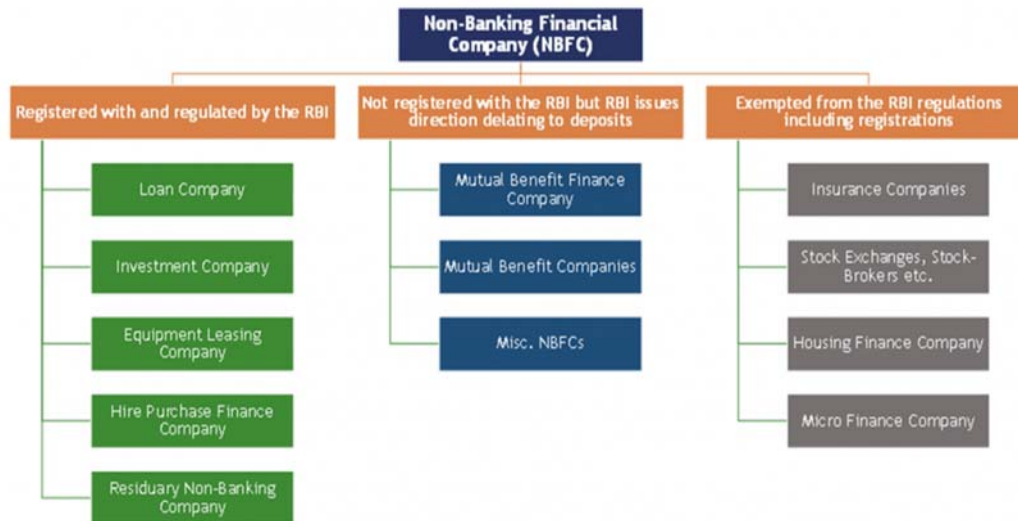 Non-Banking Financial
Company (NBFC)
Registered with and regulated by the RBI
Loan Company
Investment Company
Equipment Leasing
Company
Hire Purchase Finance
Company
Residuary Non-Banking
Company
Not registered with the RBI but RBI issues
direction delating to deposits
Mutual Benefit Finance
Company
Mutual Benefit Companies
Misc. NBFCs
Exempted from the RBI regulations
including registrations
Insurance Companies
Stock Exchanges, Stock-
Brokers etc.
Housing Finance Company
Micro Finance Company